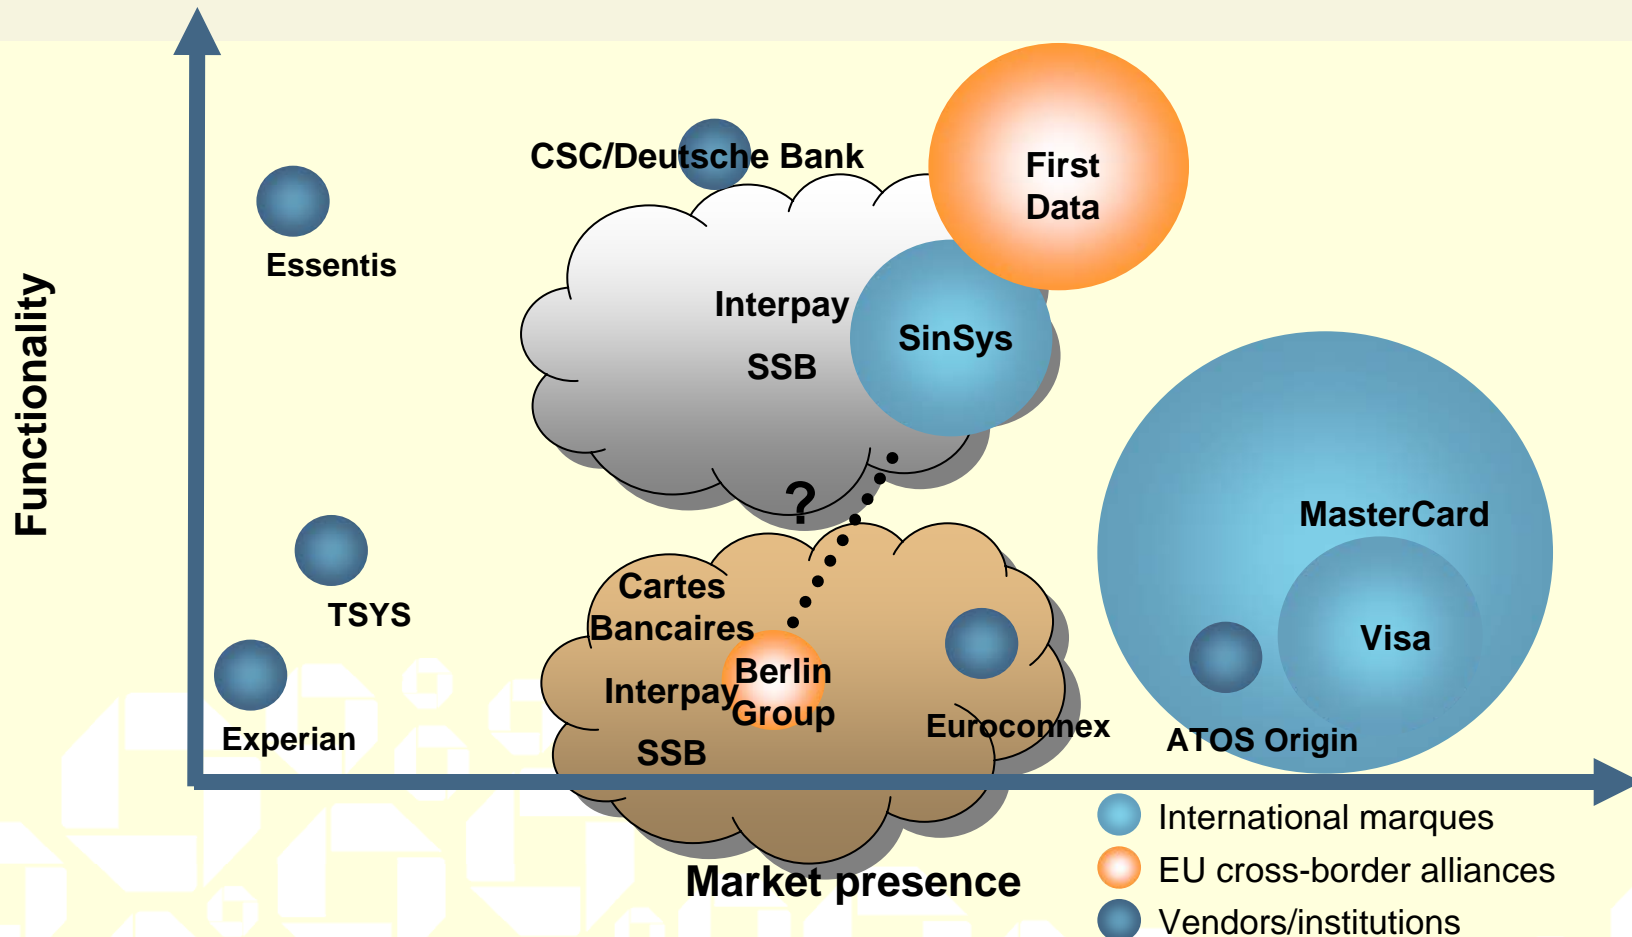 CSC/Deutsche Bank
First
Data
Essentis
Interpay
SinSys
SSB
Functionality
?
MasterCard
Cartes
Bancaires
TSYS
Visa
Berlin
Group
Interpay
Euroconnex
Experian
SSB
ATOS Origin
International marques
Market presence
EU cross-border alliances
Vendors/institutions